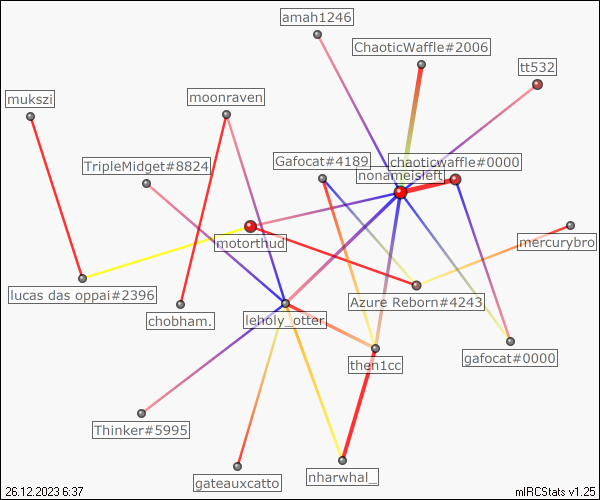 amah1246
ChaoticWaffle#2006
tt532
mukszi
moonraven
TripleMidget#8824
Gafocat#4189
chaoticwaffle#0000
nonameisleft_
motorthud
mercurybro
lucas das oppai#2396
chobham.
leholy_otter
Azure Reborn#4243
then1cc
gafocat#0000
Thinker#5995
gateauxcatto
nharwhal_
26.12.2023 6:37
mIRCStats v1.25